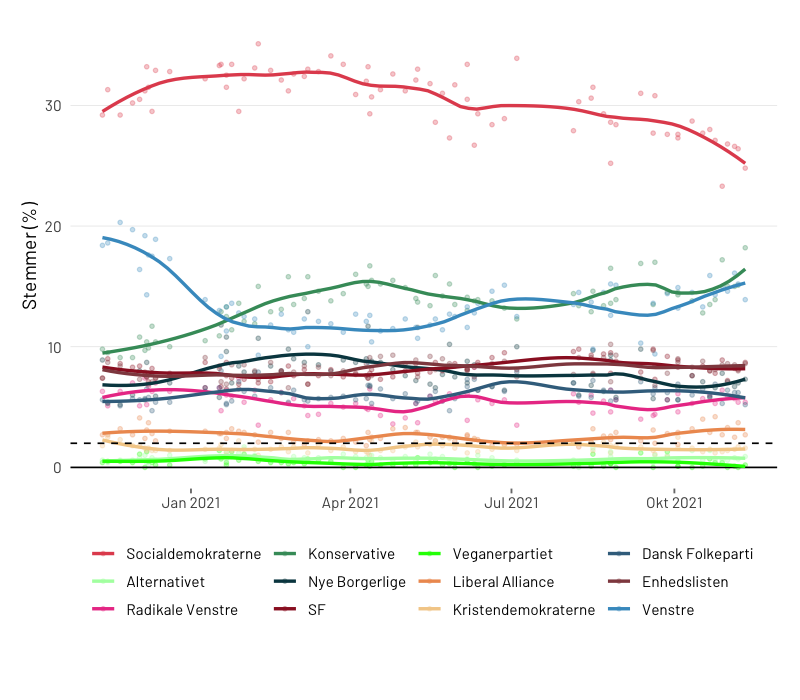 Stemmer (%)
30
20
10
0
Jan 2021 Apr 2021 Jul 2021 Okt 2021
Socialdemokraterne Konservative Veganerpartiet Dansk Folkeparti
Alternativet Nye Borgerlige Liberal Alliance Enhedslisten
Radikale Venstre SF Kristendemokraterne Venstre